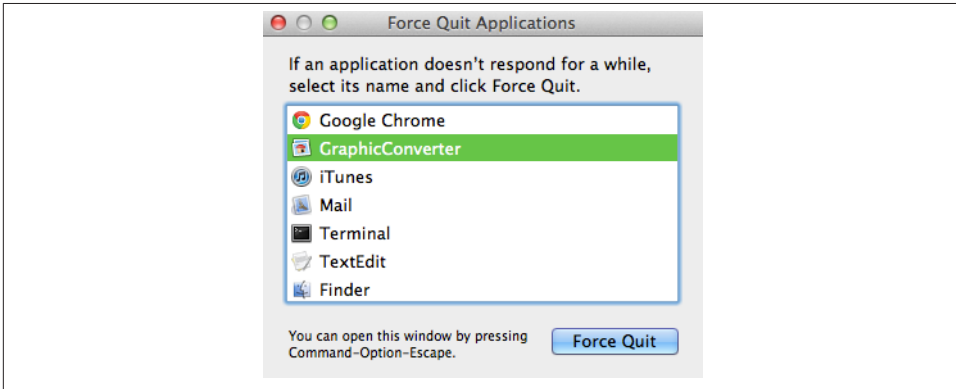 Force Quit Applications
If an application doesn't respond for a while,
select its name and click Force Quit.
Google Chrome
GraphicConverter
iTunes
Mail
Terminal
TextEdit
Finder
You can open this window by pressing
Command-Option-Escape.
Force Quit